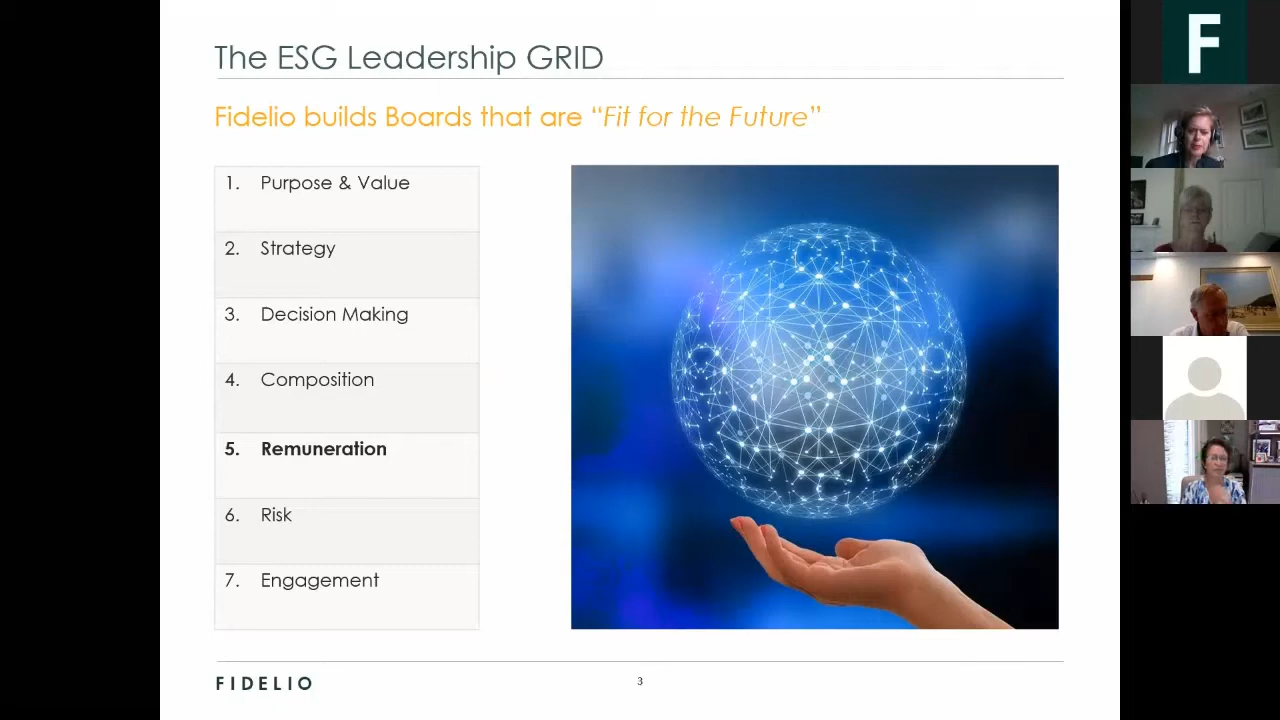 The ESG Leadership GRID
Fidelio builds Boards that are “Fit for the Future”
1. Purpose & Value
2. Strategy
3. Decision Making
4. Composition
5. Remuneration
6. Risk
7. Engagement
FIDELIO
3
F